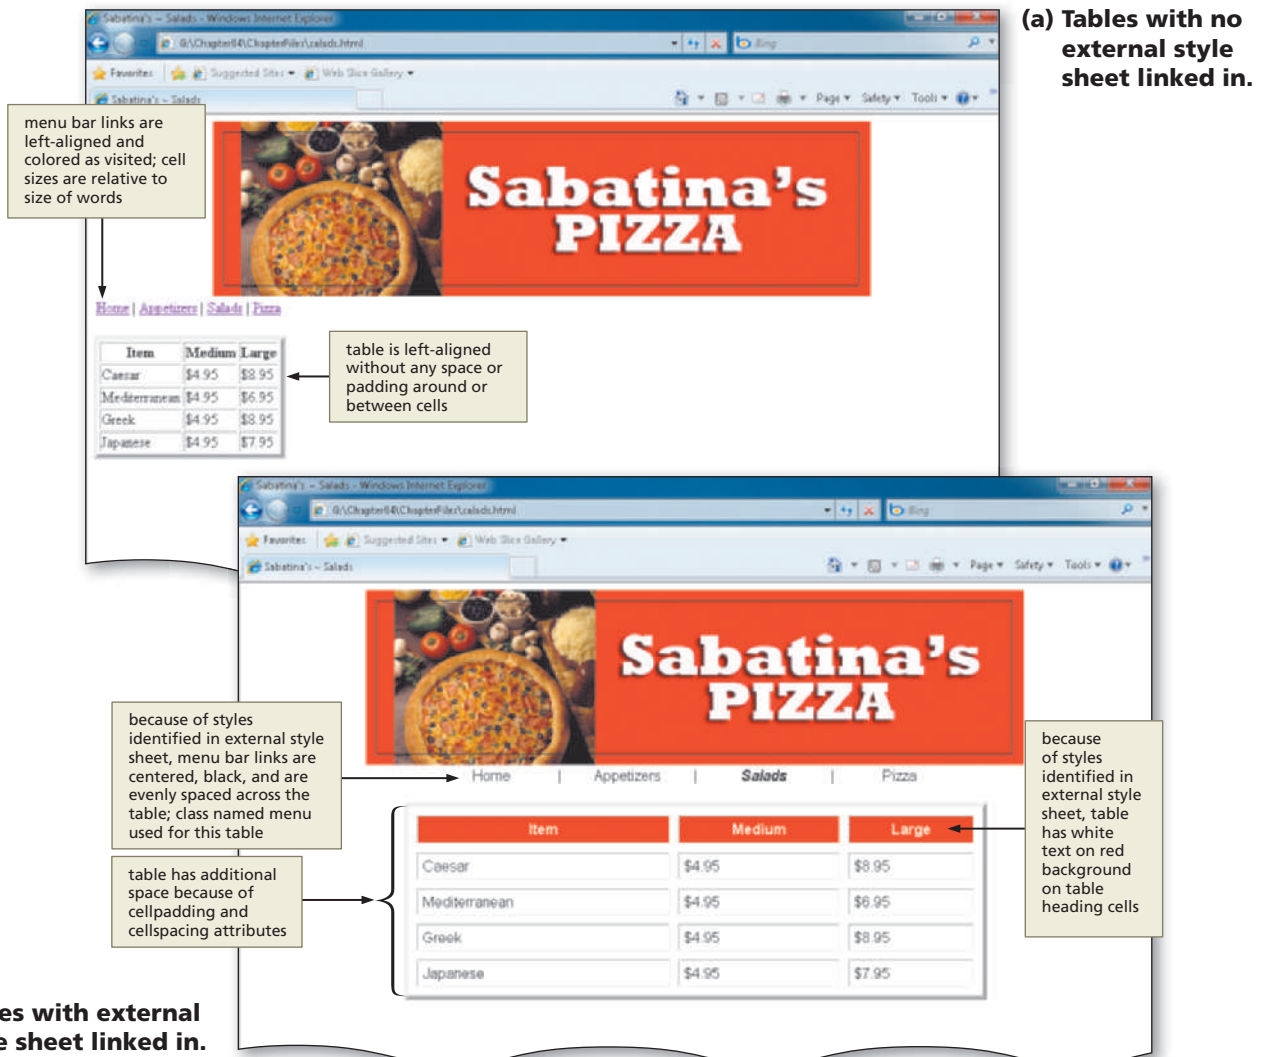 (a) Tables with no
external style
sheet linked in.
Sabatina's – Salads - Windows Internet Explorer
G:\Chapter04\ChapterFiles\salads.html
Bing
Favorites Suggested Sites Web Slice Gallery
Sabatina's – Salads
Page Safety Tools
menu bar links are
left-aligned and
colored as visited; cell
sizes are relative to
size of words
Sabatina's
PIZZA
Home | Appetizers | Salads | Pizza
Item Medium Large
Caesar $4.95 $8.95
Mediterranean $4.95 $6.95
Greek $4.95 $8.95
Japanese $4.95 $7.95
table is left-aligned
without any space or
padding around or
between cells
Sabatina's – Salads - Windows Internet Explorer
G:\Chapter04\ChapterFiles\salads.html
Bing
Favorites Suggested Sites Web Slice Gallery
Sabatina's – Salads
Page Safety Tools
Sabatina's
PIZZA
because of styles
identified in external style
sheet, menu bar links are
centered, black, and are
evenly spaced across the
table; class named menu
used for this table
Home | Appetizers | Salads | Pizza
Item Medium Large
Caesar $4.95 $8.95
Mediterranean $4.95 $6.95
Greek $4.95 $8.95
Japanese $4.95 $7.95
because
of styles
identified in
external style
sheet, table
has white
text on red
background
on table
heading cells
table has additional
space because of
cellpadding and
cellspacing attributes
es with external
e sheet linked in.